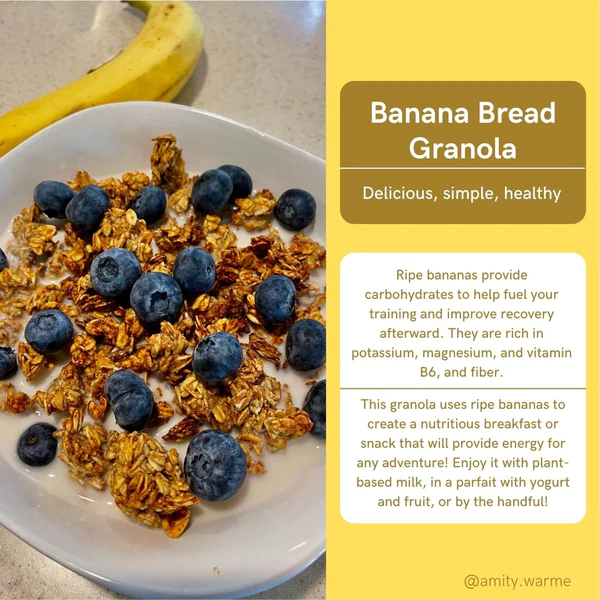 Banana Bread
Granola
Delicious, simple, healthy
Ripe bananas provide
carbohydrates to help fuel your
training and improve recovery
afterward. They are rich in
potassium, magnesium, and vitamin
B6, and fiber.
This granola uses ripe bananas to
create a nutritious breakfast or
snack that will provide energy for
any adventure! Enjoy it with plant-
based milk, in a parfait with yogurt
and fruit, or by the handful!
@amity.warme